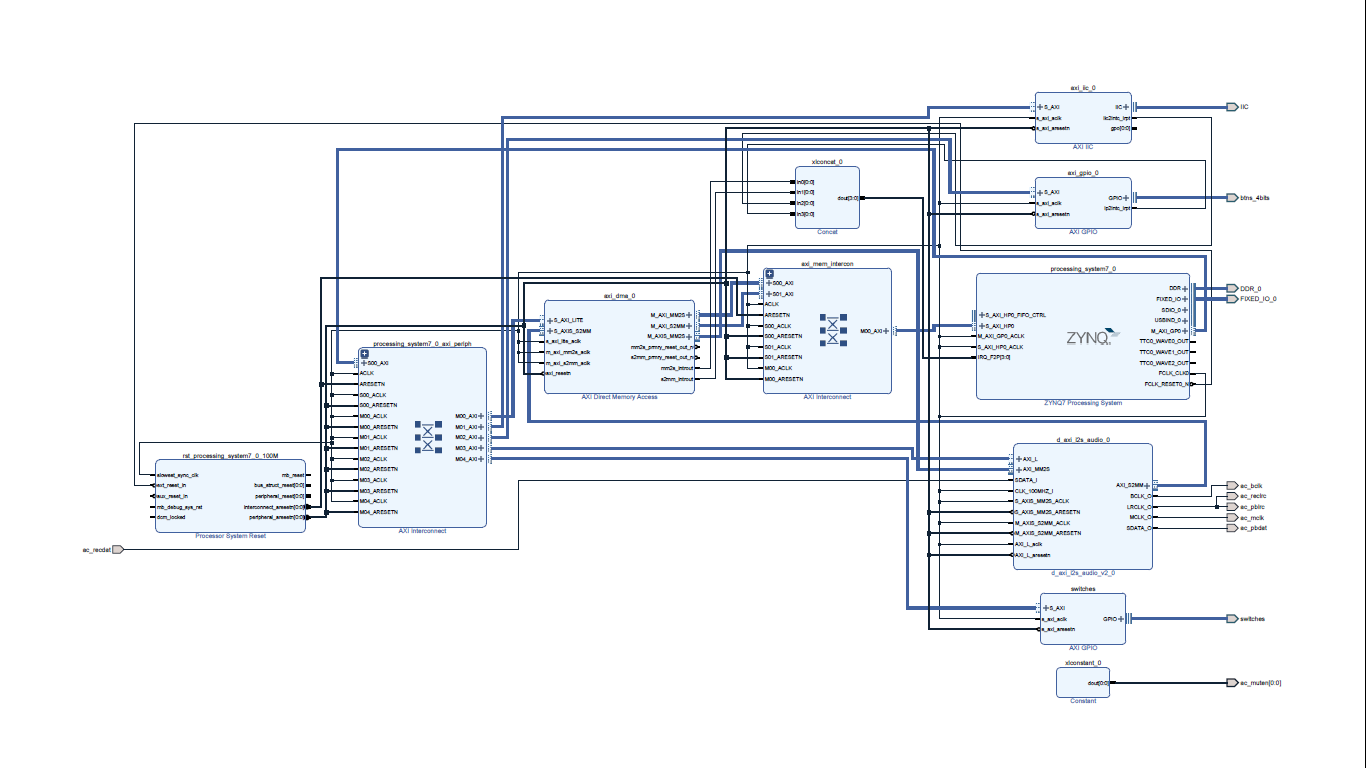 axi_iic_0
S_AXI
s_axi_aclk
s_axi_aresetn
IIC
iic2intc_irpt
gpo[0:0]
AXI IIC
IIC
xlconcat_0
In0[0:0]
In1[0:0]
In2[0:0]
In3[0:0]
dout[3:0]
Concat
axi_gpio_0
S_AXI
s_axi_aclk
s_axi_aresetn
GPIO
ip2intc_irpt
AXI GPIO
btns_4bits
axi_mem_intercon
S00_AXI
S01_AXI
ACLK
ARESETN
S00_ACLK
S00_ARESETN
S01_ACLK
S01_ARESETN
M00_ACLK
M00_ARESETN
M00_AXI
AXI Interconnect
processing_system7_0
S_AXI_HP0_FIFO_CTRL
S_AXI_HP0
M_AXI_GP0_ACLK
S_AXI_HP0_ACLK
IRQ_F2P[3:0]
ZYNQ
DDR
FIXED_IO
SDIO_0
USBIND_0
M_AXI_GP0
TTC0_WAVE0_OUT
TTC0_WAVE1_OUT
TTC0_WAVE2_OUT
FCLK_CLK0
FCLK_RESET0_N
ZYNQ7 Processing System
DDR_0
FIXED_IO_0
axi_dma_0
S_AXI_LITE
S_AXIS_S2MM
s_axi_lite_aclk
m_axi_mm2s_aclk
m_axi_s2mm_aclk
axi_resetn
M_AXI_MM2S
M_AXI_S2MM
M_AXIS_MM2S
mm2s_prmry_reset_out_n
s2mm_prmry_reset_out_n
mm2s_introut
s2mm_introut
AXI Direct Memory Access
processing_system7_0_axi_periph
S00_AXI
ACLK
ARESETN
S00_ACLK
S00_ARESETN
M00_ACLK
M00_ARESETN
M01_ACLK
M01_ARESETN
M02_ACLK
M02_ARESETN
M03_ACLK
M03_ARESETN
M04_ACLK
M04_ARESETN
M00_AXI
M01_AXI
M02_AXI
M03_AXI
M04_AXI
AXI Interconnect
rst_processing_system7_0_100M
slowest_sync_clk
ext_reset_in
aux_reset_in
mb_debug_sys_rst
dcm_locked
mb_reset
bus_struct_reset[0:0]
peripheral_reset[0:0]
interconnect_aresetn[0:0]
peripheral_aresetn[0:0]
Processor System Reset
ac_recdat
d_axi_i2s_audio_0
AXI_L
AXI_MM2S
SDATA_I
CLK_100MHZ_I
S_AXIS_MM2S_ACLK
S_AXIS_MM2S_ARESETN
M_AXIS_S2MM_ACLK
M_AXIS_S2MM_ARESETN
AXI_L_aclk
AXI_L_aresetn
AXI_S2MM
BCLK_O
LRCLK_O
MCLK_O
SDATA_O
d_axi_i2s_audio_v2_0
ac_bclk
ac_reclrc
ac_pblrc
ac_mclk
ac_pbdat
switches
S_AXI
s_axi_aclk
s_axi_aresetn
GPIO
AXI GPIO
switches
xlconstant_0
dout[0:0]
Constant
ac_muten[0:0]